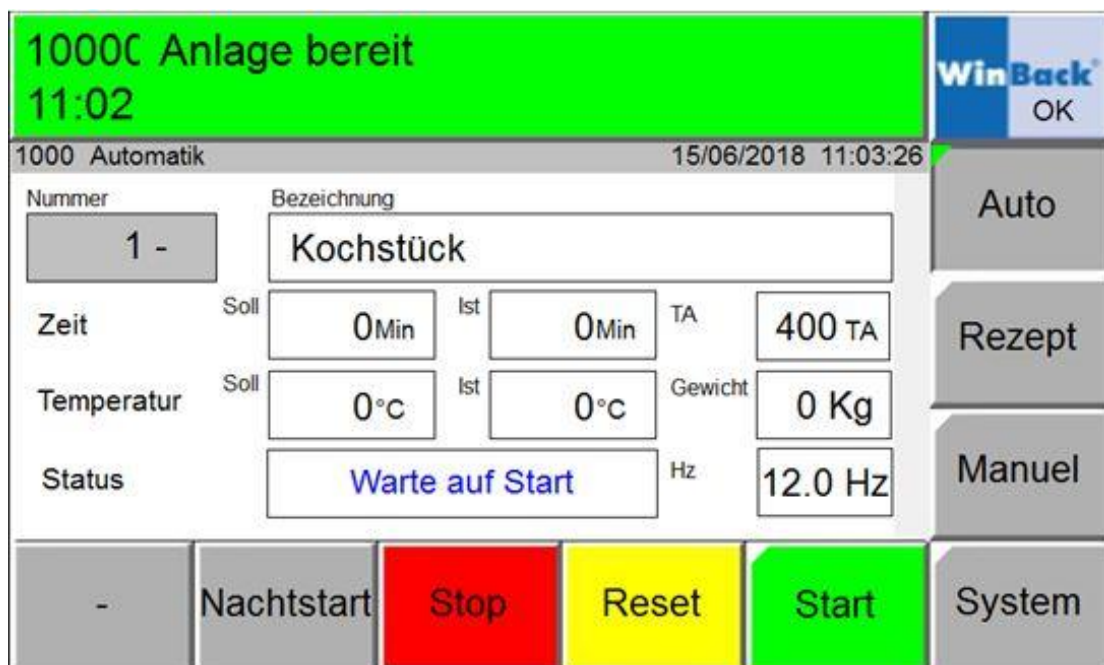 10000 Anlage bereit
11:02
WinBack
OK
1000 Automatik 15/06/2018 11:03:26
Nummer Bezeichnung
1 - Kochstück
Zeit Soll 0Min Ist 0Min TA 400 TA
Temperatur Soll 0°C Ist 0°C Gewicht 0 Kg
Status Warte auf Start Hz 12.0 Hz
Auto
Rezept
Manuel
- Nachtstart Stop Reset Start System